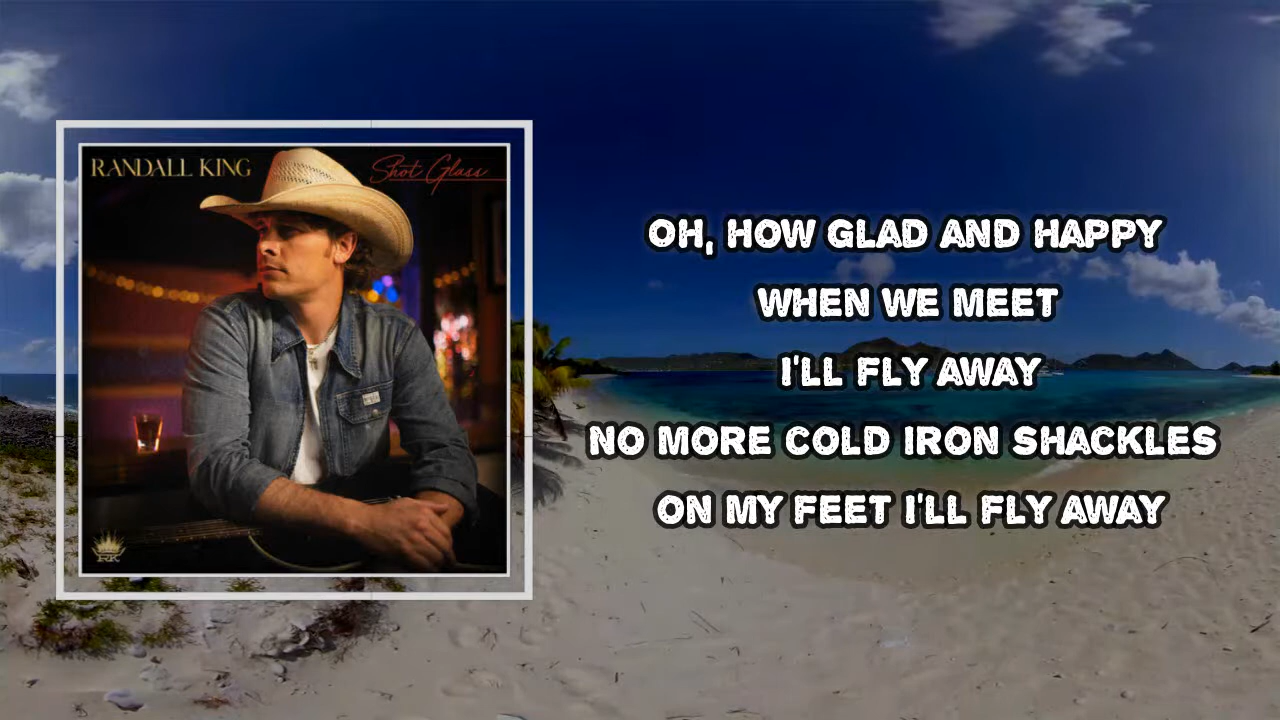 RANDALL KING
Shot Glass
RK
OH, HOW GLAD AND HAPPY
WHEN WE MEET
I'LL FLY AWAY
NO MORE COLD IRON SHACKLES
ON MY FEET I'LL FLY AWAY